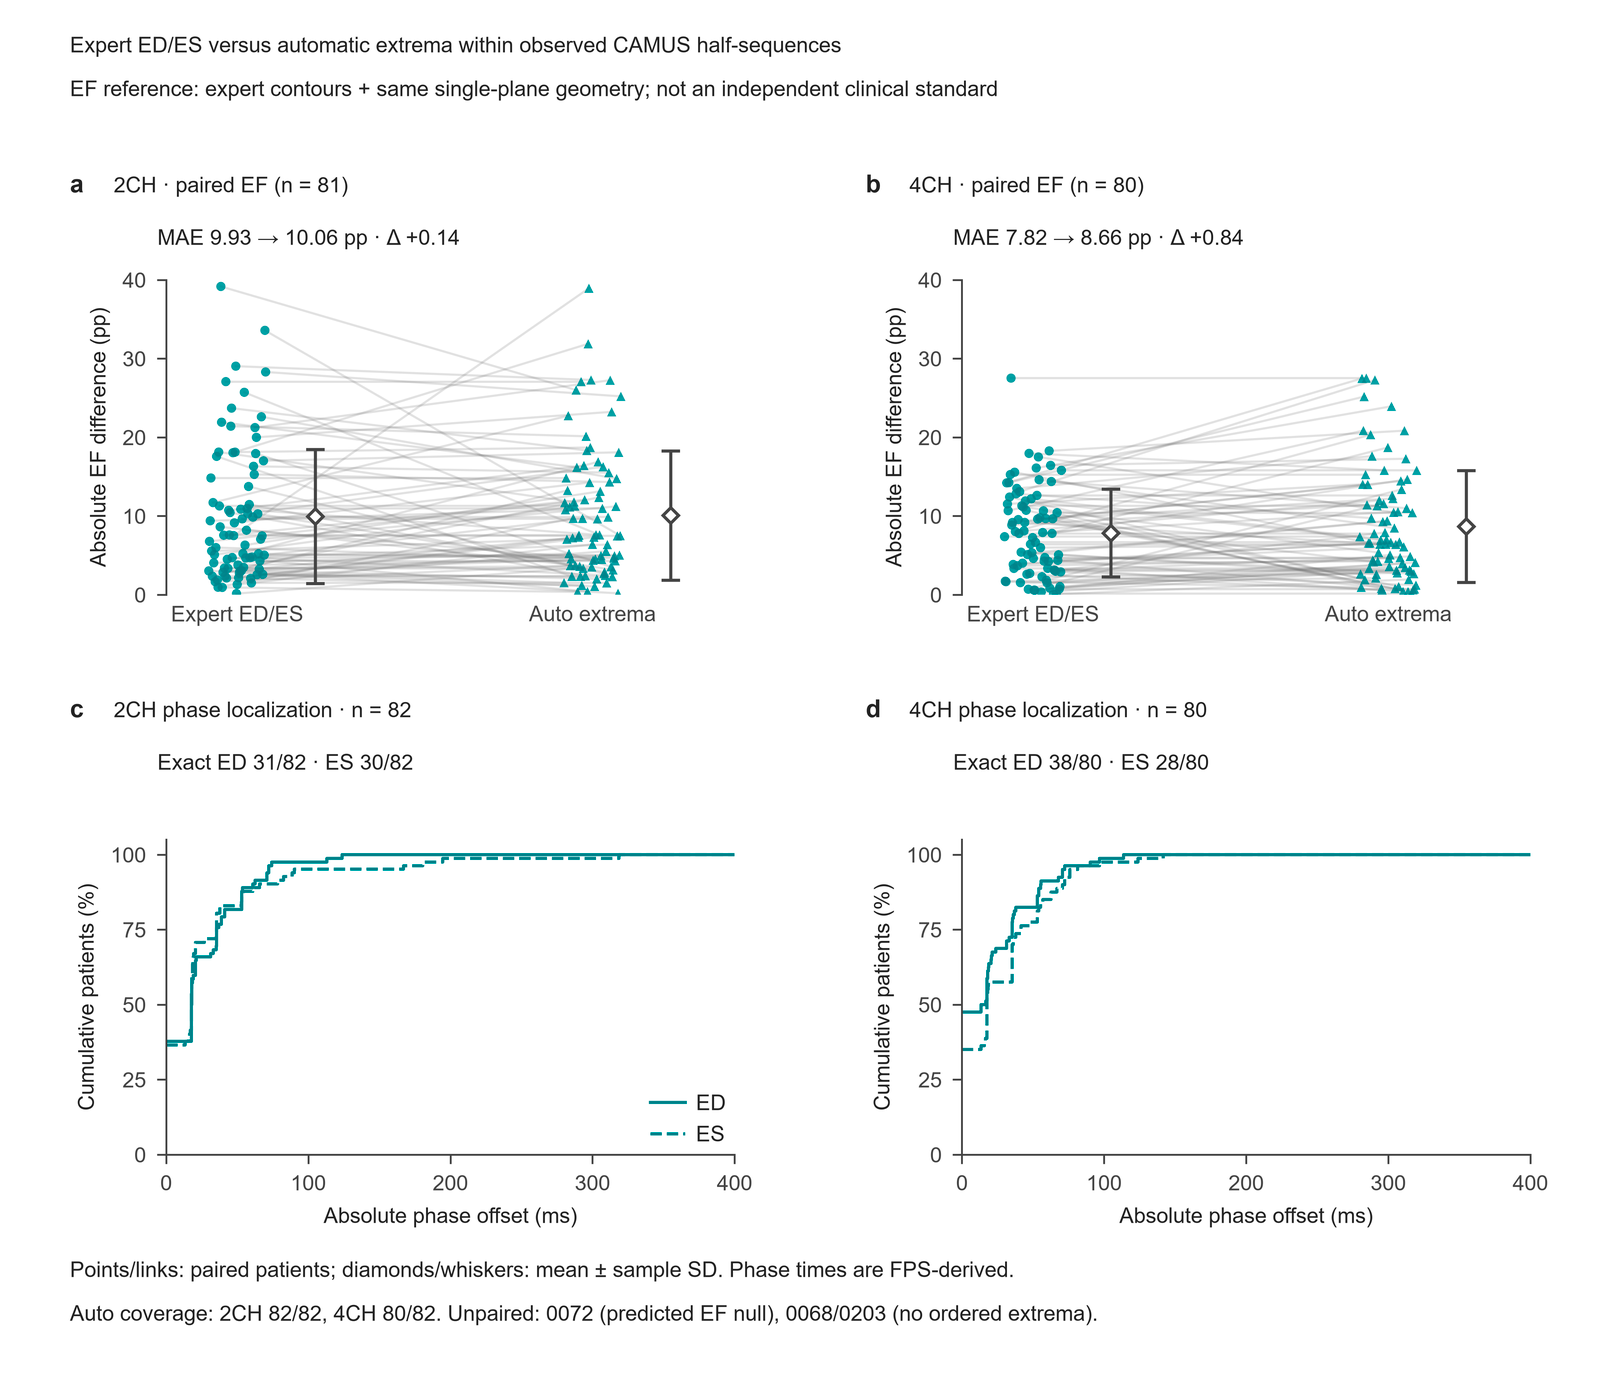 Expert ED/ES versus automatic extrema within observed CAMUS half-sequences
EF reference: expert contours + same single-plane geometry; not an independent clinical standard
a 2CH · paired EF (n = 81)
MAE 9.93 → 10.06 pp · Δ +0.14
Absolute EF difference (pp)
40
30
20
10
0
Expert ED/ES
Auto extrema
b 4CH · paired EF (n = 80)
MAE 7.82 → 8.66 pp · Δ +0.84
Absolute EF difference (pp)
40
30
20
10
0
Expert ED/ES
Auto extrema
c 2CH phase localization · n = 82
Exact ED 31/82 · ES 30/82
Cumulative patients (%)
100
75
50
25
0
ED
ES
0 100 200 300 400
Absolute phase offset (ms)
d 4CH phase localization · n = 80
Exact ED 38/80 · ES 28/80
Cumulative patients (%)
100
75
50
25
0
0 100 200 300 400
Absolute phase offset (ms)
Points/links: paired patients; diamonds/whiskers: mean ± sample SD. Phase times are FPS-derived.
Auto coverage: 2CH 82/82, 4CH 80/82. Unpaired: 0072 (predicted EF null), 0068/0203 (no ordered extrema).